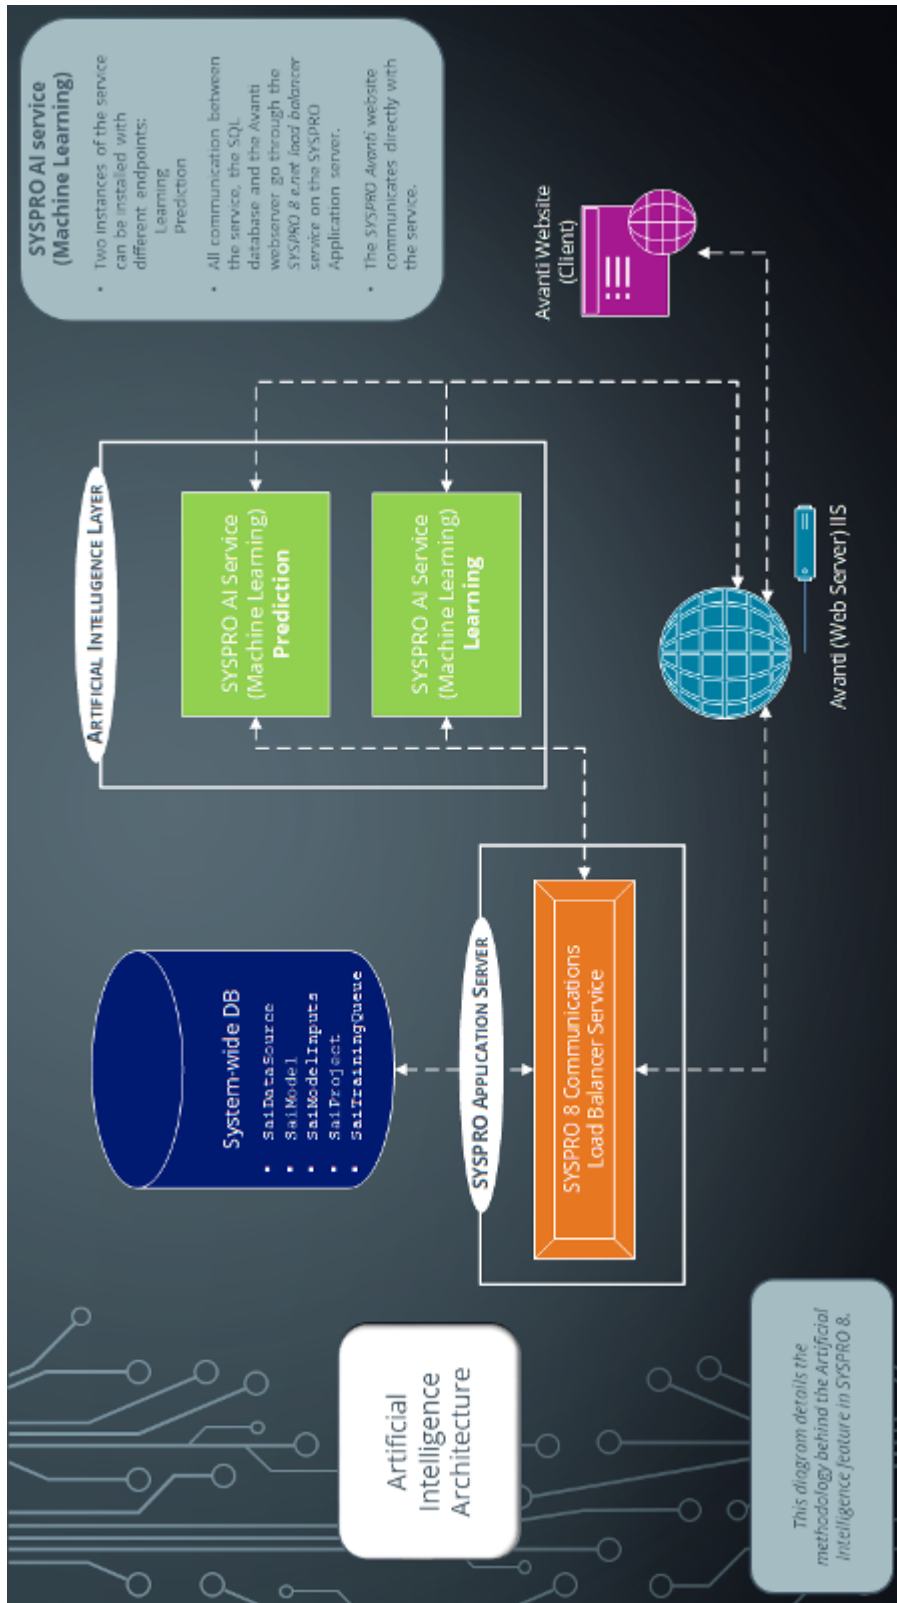 Artificial
Intelligence
Architecture
This diagram details the
methodology behind the Artificial
Intelligence feature in SYSPRO 8.
System-wide DB
• SaiDataSource
• SaiModel
• SaiModelInputs
• SaiProject
• SaiTrainingQueue
SYSPRO APPLICATION SERVER
SYSPRO 8 Communications
Load Balancer Service
ARTIFICIAL INTELLIGENCE LAYER
SYSPRO AI Service
(Machine Learning)
Prediction
SYSPRO AI Service
(Machine Learning)
Learning
Avanti (Web Server) IIS
Avanti Website
(Client)
SYSPRO AI service
(Machine Learning)
• Two instances of the service
can be installed with
different endpoints:
Learning
Prediction
• All communication between
the service, the SQL
database and the Avanti
webserver go through the
SYSPRO 8 e.net load balancer
service on the SYSPRO
Application server.
• The SYSPRO Avanti website
communicates directly with
the service.